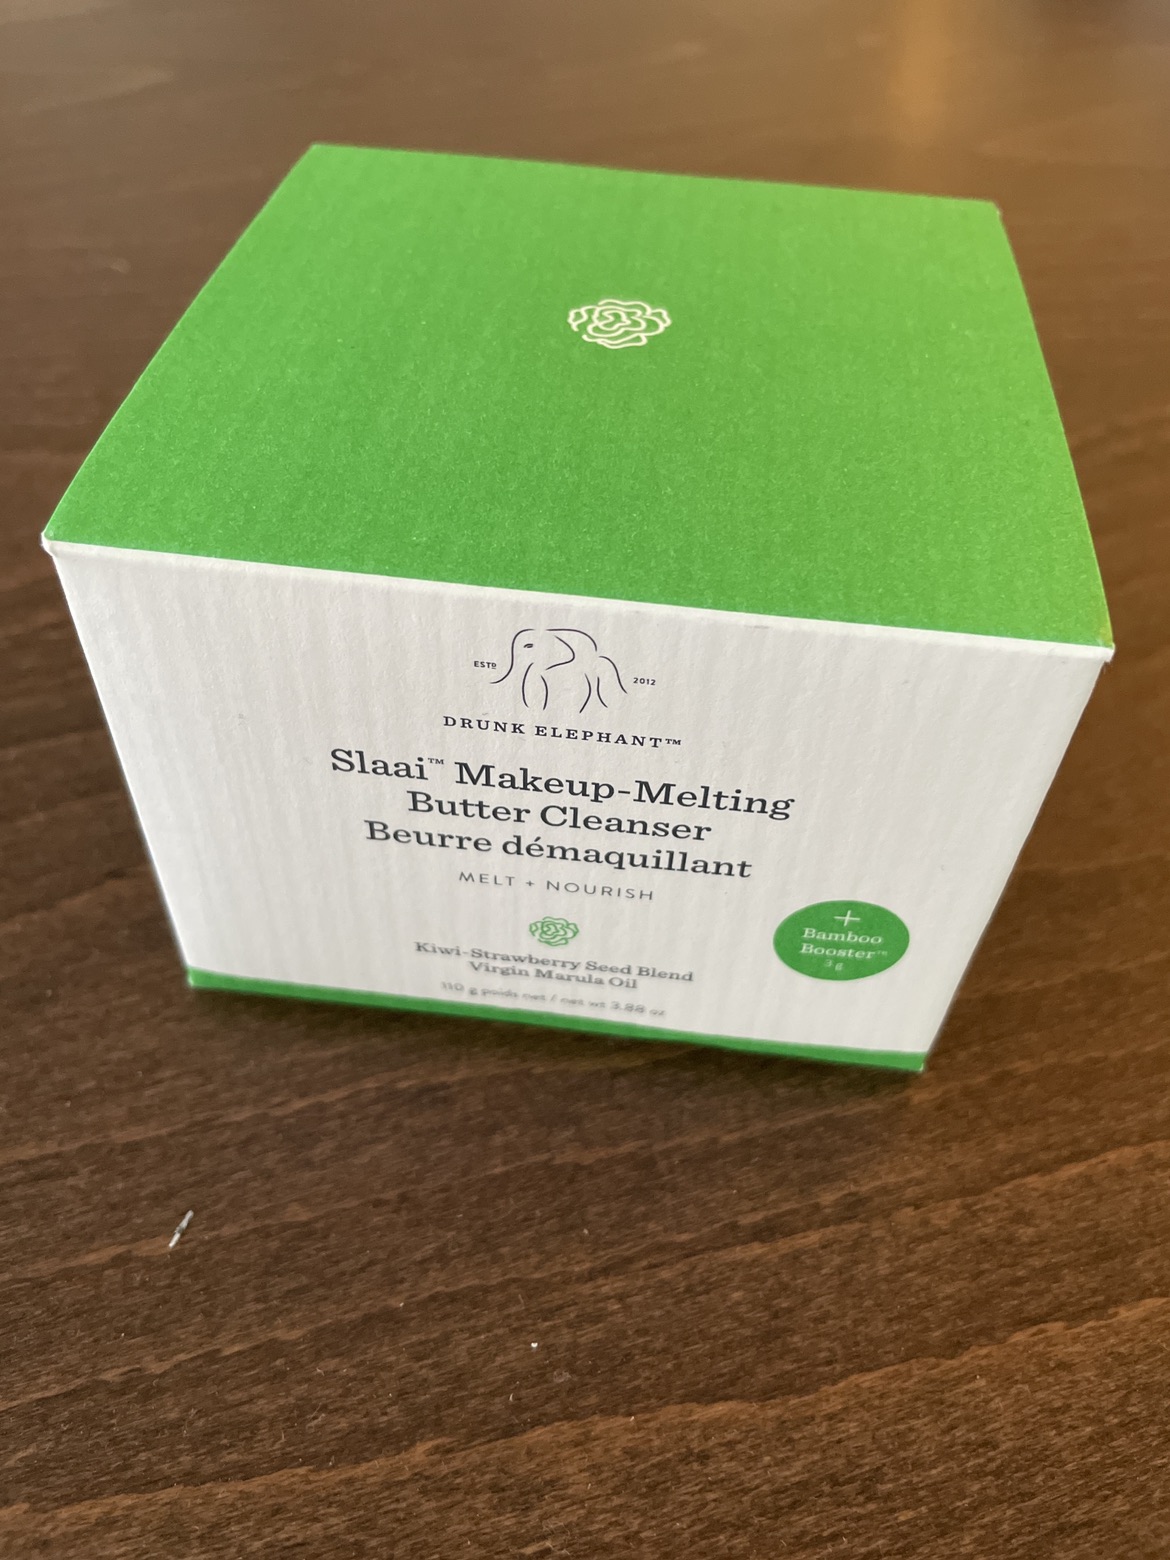 ESTD
2012
DRUNK ELEPHANT™
Slaai™ Makeup-Melting
Butter Cleanser
Beurre démaquillant
MELT + NOURISH
Kiwi-Strawberry Seed Blend
Virgin Marula Oil
110 g poids net / net wt 3.88 oz
+
Bamboo
Booster™
3 g